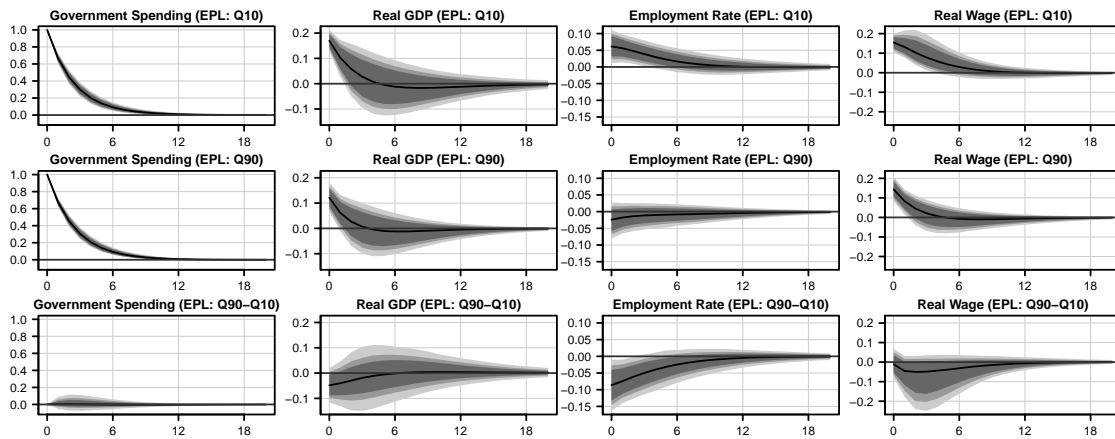 Government Spending (EPL: Q10)
1.0
0.8
0.6
0.4
0.2
0.0
0 6 12 18
Real GDP (EPL: Q10)
0.2
0.1
0.0
−0.1
0 6 12 18
Employment Rate (EPL: Q10)
0.10
0.05
0.00
−0.05
−0.10
−0.15
0 6 12 18
Real Wage (EPL: Q10)
0.2
0.1
0.0
−0.1
−0.2
0 6 12 18
Government Spending (EPL: Q90)
1.0
0.8
0.6
0.4
0.2
0.0
0 6 12 18
Real GDP (EPL: Q90)
0.2
0.1
0.0
−0.1
0 6 12 18
Employment Rate (EPL: Q90)
0.10
0.05
0.00
−0.05
−0.10
−0.15
0 6 12 18
Real Wage (EPL: Q90)
0.2
0.1
0.0
−0.1
−0.2
0 6 12 18
Government Spending (EPL: Q90−Q10)
1.0
0.8
0.6
0.4
0.2
0.0
0 6 12 18
Real GDP (EPL: Q90−Q10)
0.2
0.1
0.0
−0.1
0 6 12 18
Employment Rate (EPL: Q90−Q10)
0.10
0.05
0.00
−0.05
−0.10
−0.15
0 6 12 18
Real Wage (EPL: Q90−Q10)
0.2
0.1
0.0
−0.1
−0.2
0 6 12 18